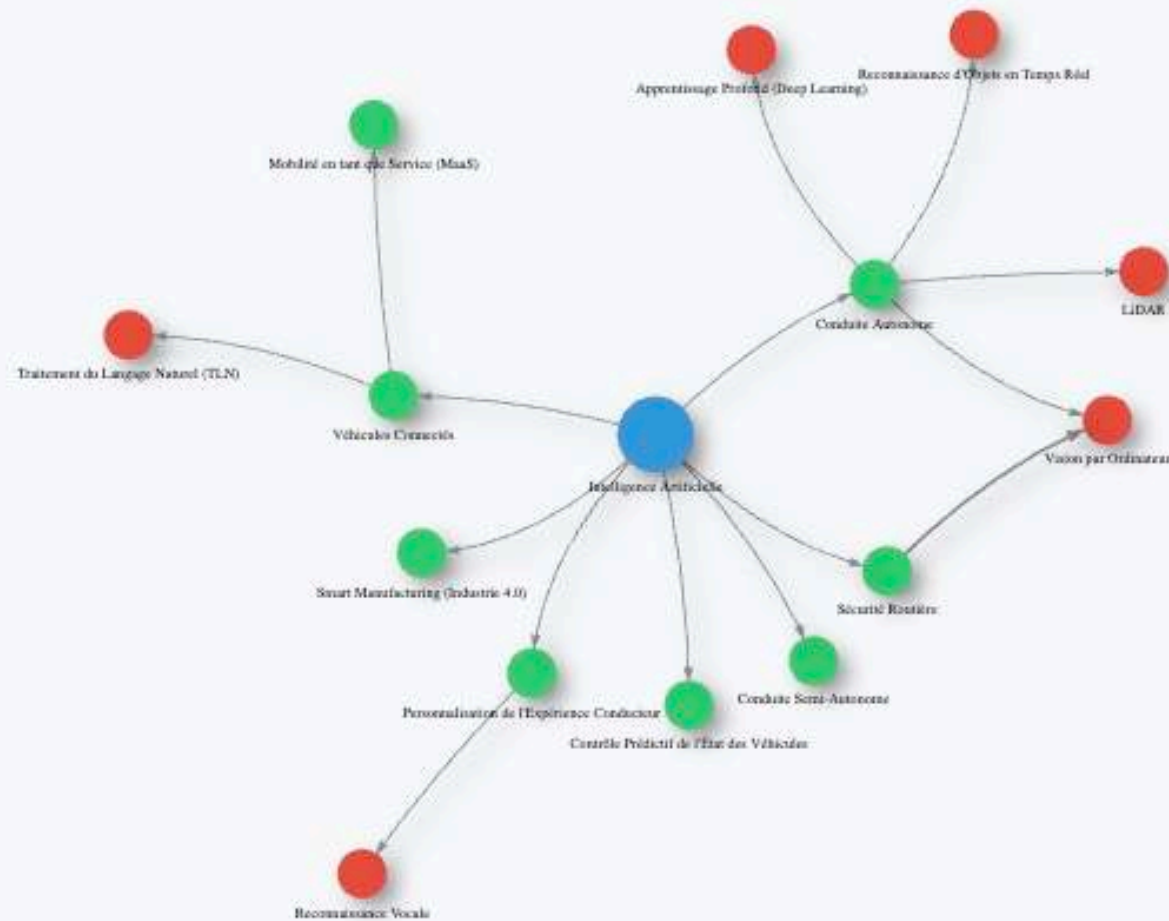 Reconnaissance d'Objets en Temps Réel
Apprentissage Profond (Deep Learning)
Mobilité en tant que Service (MaaS)
LiDAR
Conduite Autonome
Traitement du Langage Naturel (TLN)
Véhicules Connectés
Vision par Ordinateur
Intelligence Artificielle
Smart Manufacturing (Industrie 4.0)
Sécurité Routière
Conduite Semi-Autonome
Personnalisation de l'Expérience Conducteur
Contrôle Prédictif de l'État des Véhicules
Reconnaissance Vocale